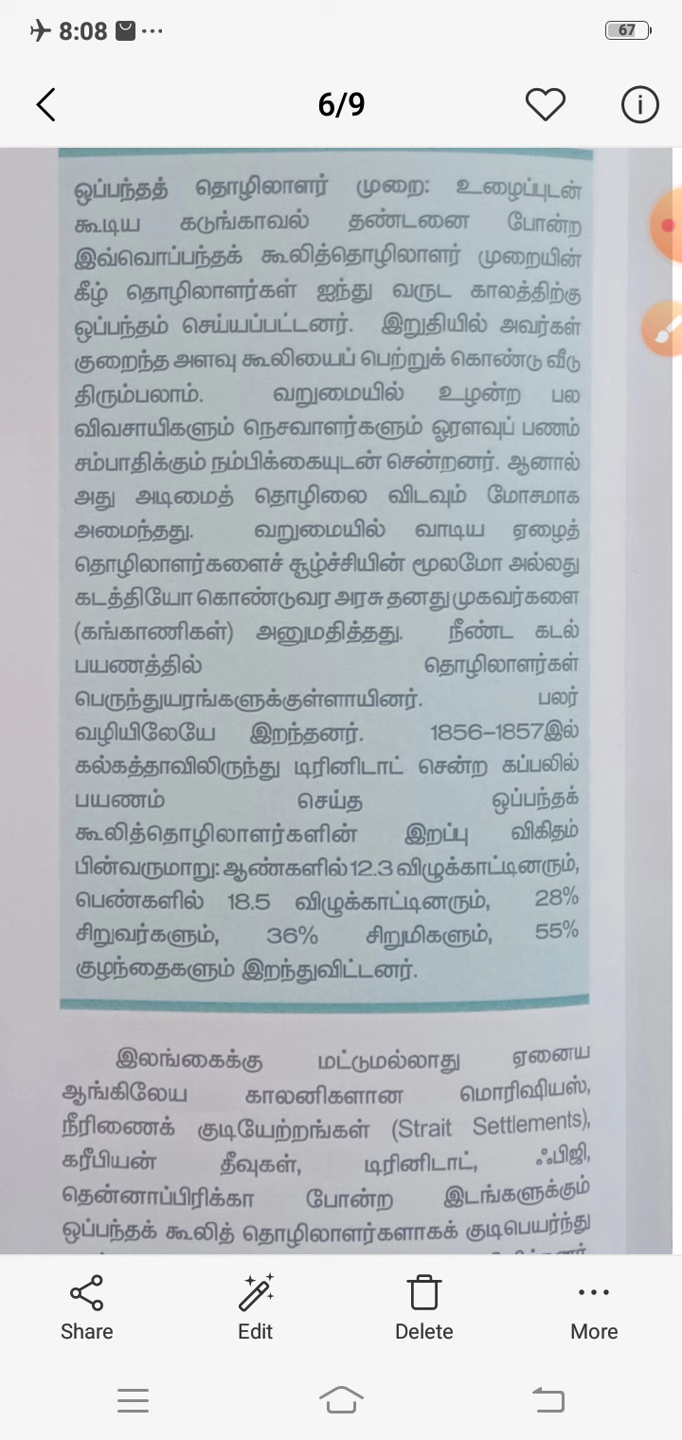 8:08
67
6/9
ஒப்பந்தத் தொழிலாளர் முறை: உழைப்புடன்
கூடிய கடுங்காவல் தண்டனை போன்ற
இவ்வொப்பந்தக் கூலித்தொழிலாளர் முறையின்
கீழ் தொழிலாளர்கள் ஐந்து வருட காலத்திற்கு
ஒப்பந்தம் செய்யப்பட்டனர். இறுதியில் அவர்கள்
குறைந்த அளவு கூலியைப் பெற்றுக் கொண்டு வீடு
திரும்பலாம். வறுமையில் உழன்ற பல
விவசாயிகளும் நெசவாளர்களும் ஓரளவுப் பணம்
சம்பாதிக்கும் நம்பிக்கையுடன் சென்றனர். ஆனால்
அது அடிமைத் தொழிலை விடவும் மோசமாக
அமைந்தது. வறுமையில் வாடிய ஏழைத்
தொழிலாளர்களைச் சூழ்ச்சியின் மூலமோ அல்லது
கடத்தியோ கொண்டுவர அரசு தனது முகவர்களை
(கங்காணிகள்) அனுமதித்தது. நீண்ட கடல்
பயணத்தில் தொழிலாளர்கள்
பெருந்துயரங்களுக்குள்ளாயினர். பலர்
வழியிலேயே இறந்தனர். 1856–1857இல்
கல்கத்தாவிலிருந்து டிரினிடாட் சென்ற கப்பலில்
பயணம் செய்த ஒப்பந்தக்
கூலித்தொழிலாளர்களின் இறப்பு விகிதம்
பின்வருமாறு: ஆண்களில் 12.3 விழுக்காட்டினரும்,
பெண்களில் 18.5 விழுக்காட்டினரும், 28%
சிறுவர்களும், 36% சிறுமிகளும், 55%
குழந்தைகளும் இறந்துவிட்டனர்.
இலங்கைக்கு மட்டுமல்லாது ஏனைய
ஆங்கிலேய காலனிகளான மொரிஷியஸ்,
நீரிணைக் குடியேற்றங்கள் (Strait Settlements),
கரீபியன் தீவுகள், டிரினிடாட், ஃபிஜி,
தென்னாப்பிரிக்கா போன்ற இடங்களுக்கும்
ஒப்பந்தக் கூலித் தொழிலாளர்களாகக் குடிபெயர்ந்து
Share Edit Delete More